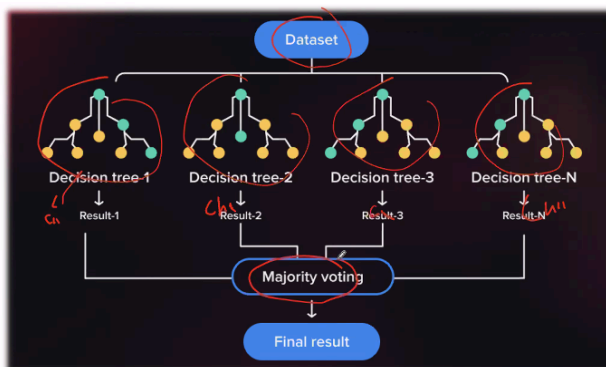 Dataset
Decision tree-1 Decision tree-2 Decision tree-3 Decision tree-N
Result-1 Result-2 Result-3 Result-N
Majority voting
Final result